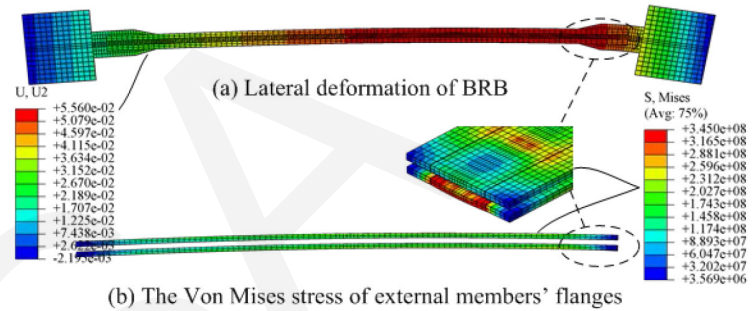 (a) Lateral deformation of BRB
U, U2
+5.560e-02
+5.079e-02
+4.597e-02
+4.115e-02
+3.634e-02
+3.152e-02
+2.670e-02
+2.189e-02
+1.707e-02
+1.225e-02
+7.438e-03
-2.195e-03
S, Mises
(Avg: 75%)
+3.450e+08
+3.165e+08
+2.881e+08
+2.596e+08
+2.312e+08
+2.027e+08
+1.743e+08
+1.458e+08
+1.174e+08
+8.893e+07
+6.047e+07
+3.202e+07
+3.569e+06
(b) The Von Mises stress of external members’ flanges